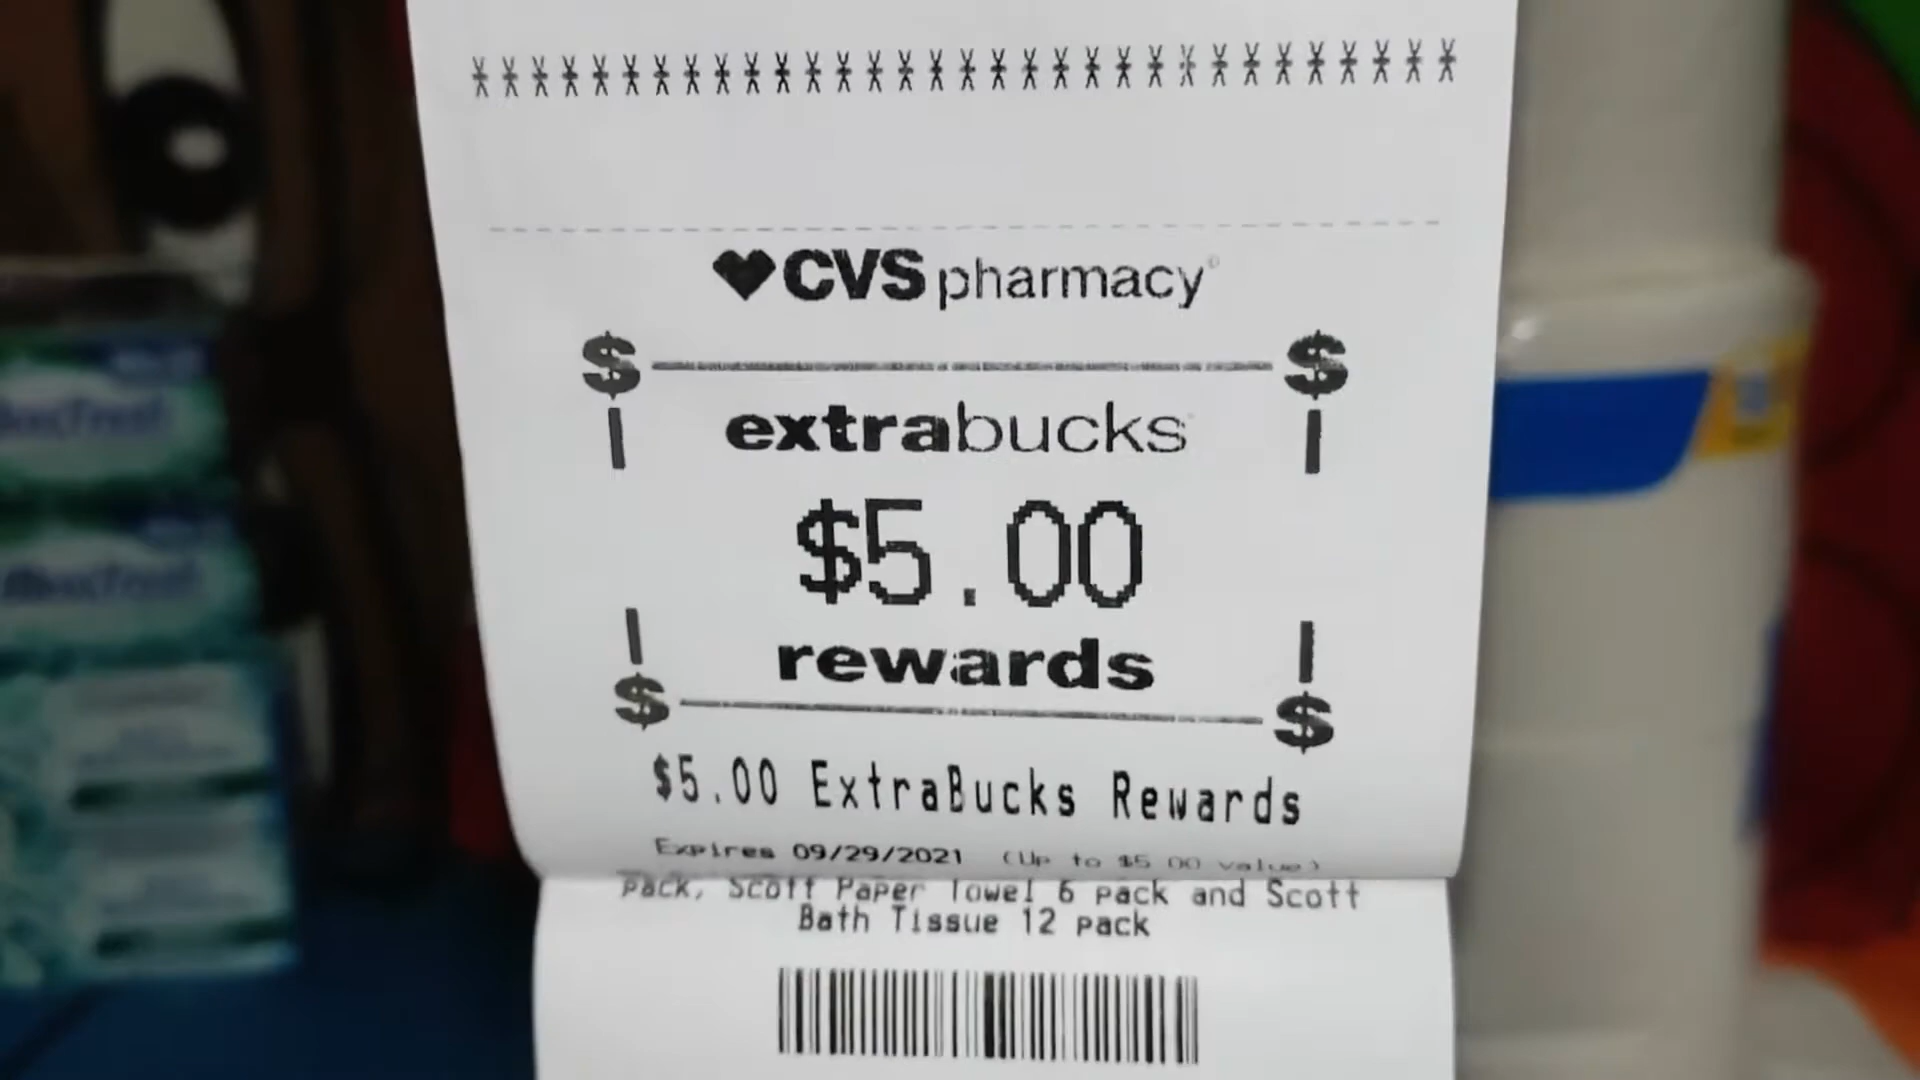 ************************************
CVS pharmacy
$ $
extrabucks
$5.00
rewards
$ $
$5.00 ExtraBucks Rewards
Expires 09/29/2021 (Up to $5.00 value)
pack, Scott Paper Towel 6 pack and Scott
Bath Tissue 12 pack